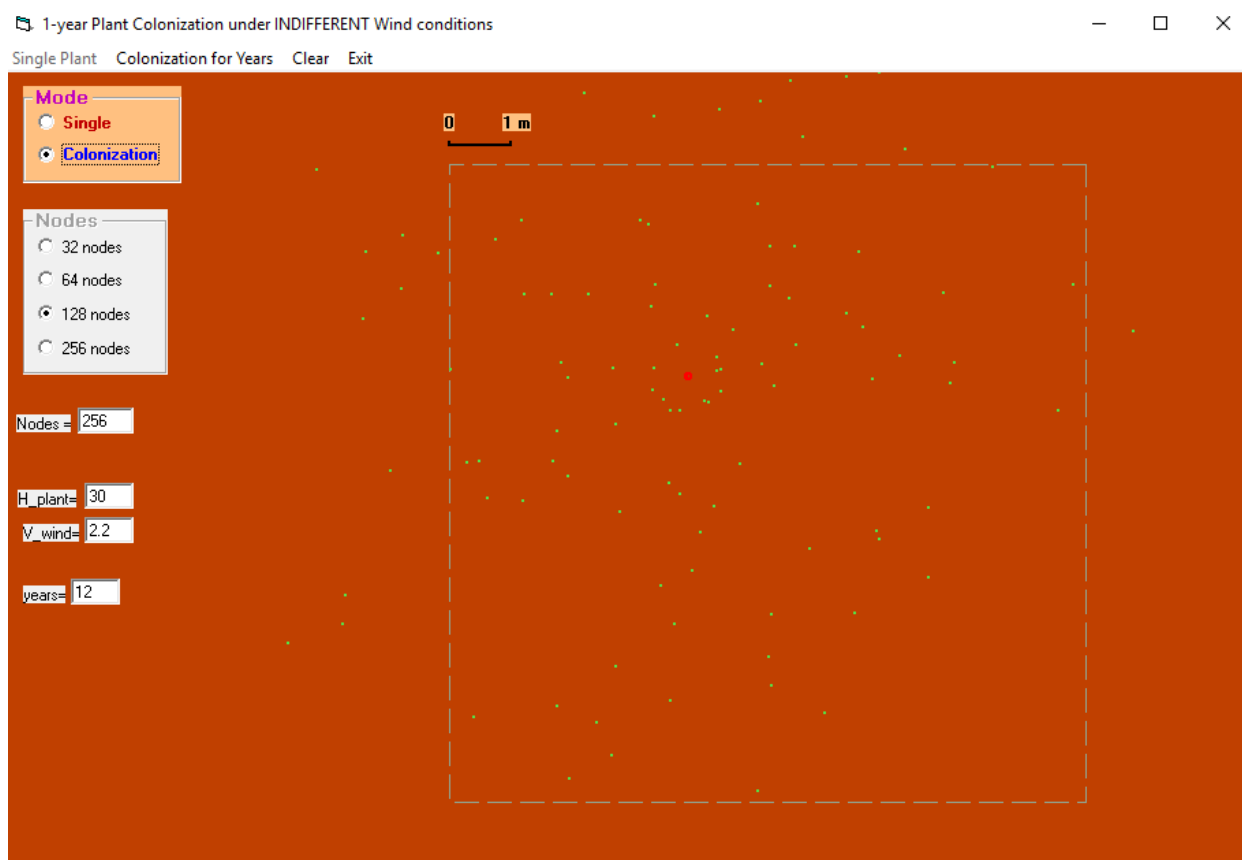 1-year Plant Colonization under INDIFFERENT Wind conditions
Single Plant Colonization for Years Clear Exit
Mode
Single
Colonization
0 1 m
Nodes
32 nodes
64 nodes
128 nodes
256 nodes
Nodes = 256
H_plant= 30
V_wind= 2.2
years= 12